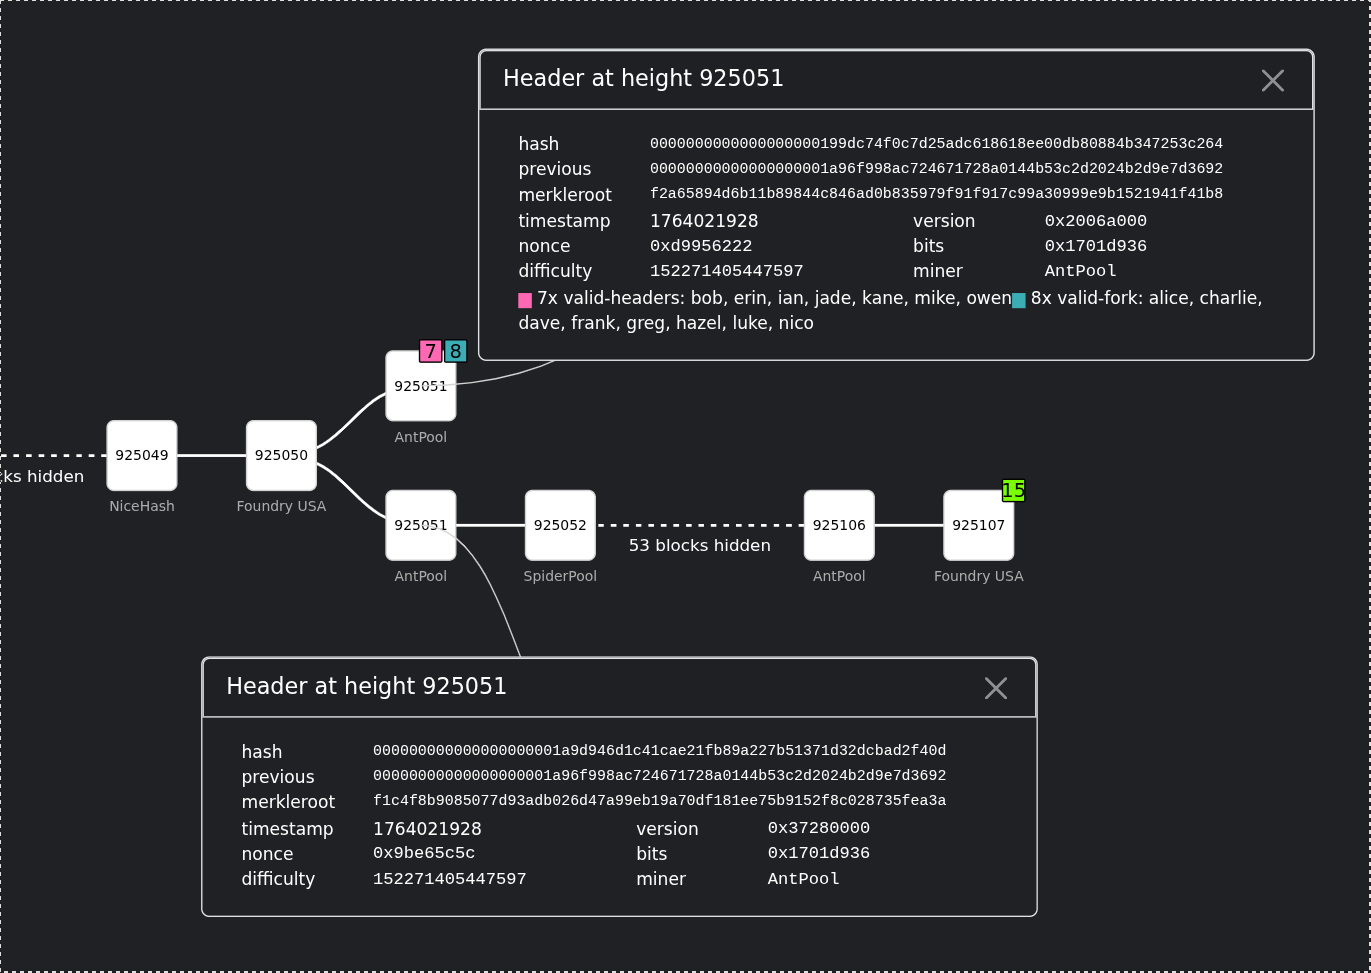 Header at height 925051
hash 0000000000000000000199dc74f0c7d25adc618618ee00db80884b347253c264
previous 00000000000000000001a96f998ac724671728a0144b53c2d2024b2d9e7d3692
merkleroot f2a65894d6b11b89844c846ad0b835979f91f917c99a30999e9b1521941f41b8
timestamp 1764021928 version 0x2006a000
nonce 0xd9956222 bits 0x1701d936
difficulty 152271405447597 miner AntPool
7x valid-headers: bob, erin, ian, jade, kane, mike, owen 8x valid-fork: alice, charlie,
dave, frank, greg, hazel, luke, nico
7 8
925051
AntPool
925049 925050
cks hidden
NiceHash Foundry USA
15
925051 925052 925106 925107
53 blocks hidden
AntPool SpiderPool AntPool Foundry USA
Header at height 925051
hash 000000000000000000001a9d946d1c41cae21fb89a227b51371d32dcbad2f40d
previous 00000000000000000001a96f998ac724671728a0144b53c2d2024b2d9e7d3692
merkleroot f1c4f8b9085077d93adb026d47a99eb19a70df181ee75b9152f8c028735fea3a
timestamp 1764021928 version 0x37280000
nonce 0x9be65c5c bits 0x1701d936
difficulty 152271405447597 miner AntPool